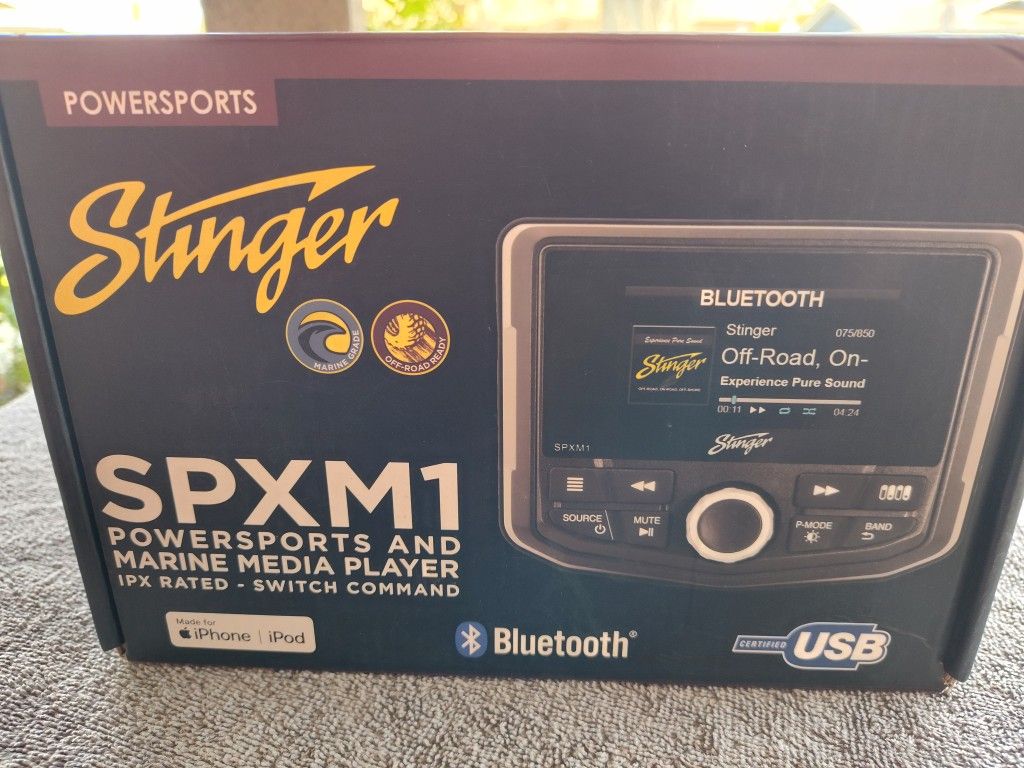 POWERSPORTS
Stinger
MARINE GRADE
OFF-ROAD READY
SPXM1
POWERSPORTS AND
MARINE MEDIA PLAYER
IPX RATED - SWITCH COMMAND
Made for
iPhone | iPod
Bluetooth®
CERTIFIED USB
BLUETOOTH
Experience Pure Sound
Stinger
OFF-ROAD, ON-ROAD, OFF-SHORE
Stinger 075/850
Off-Road, On-
Experience Pure Sound
00:11 04:24
Stinger
SPXM1
SOURCE
MUTE
P-MODE
BAND